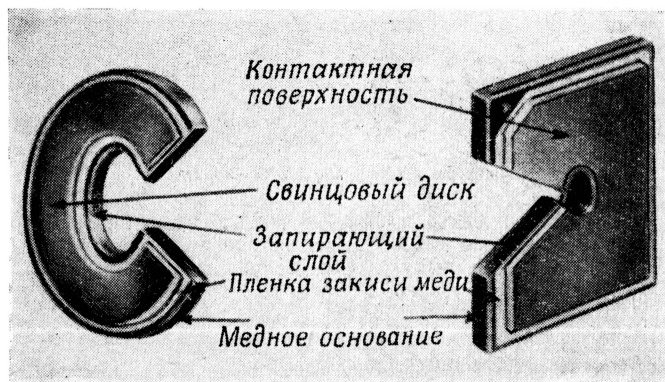 Контактная
поверхность
Свинцовый диск
Запирающий
слой
Пленка закиси меди
Медное основание